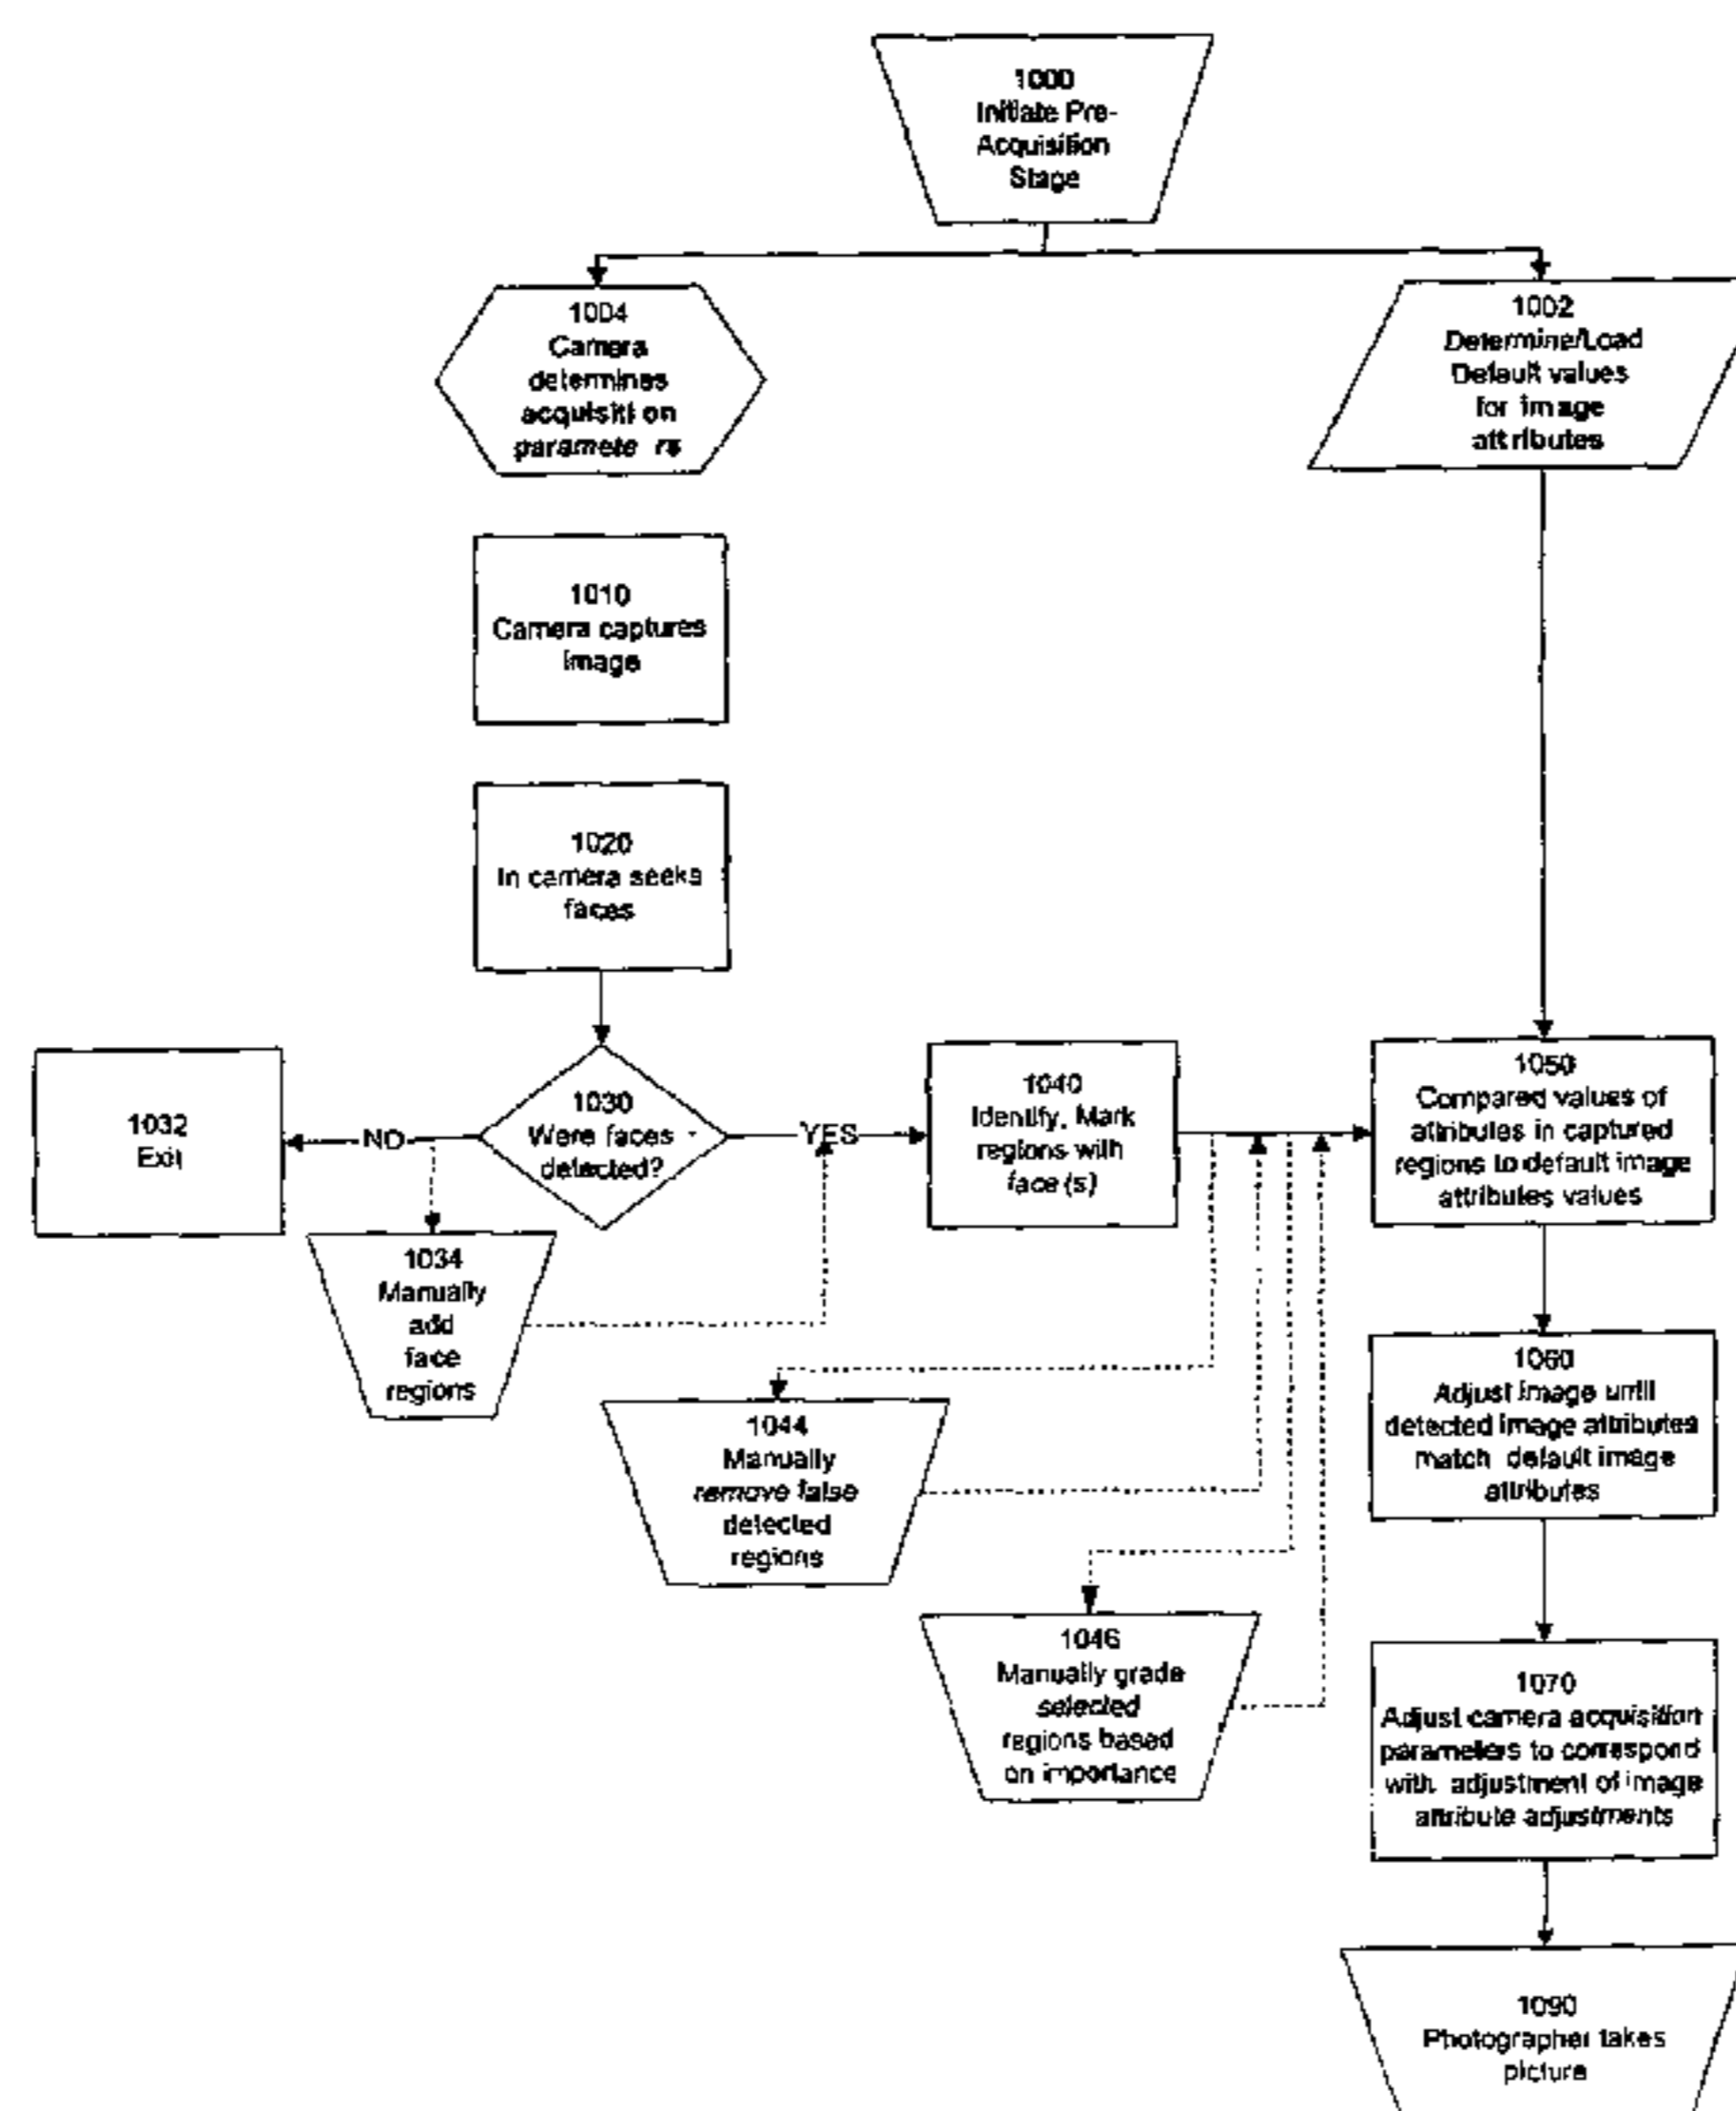 1000
Initiate Pre-
Acquisition
Stage
1004
Camera
determines
acquisiti on
paramete rs
1002
Determine/Load
Default values
for image
attributes
1010
Camera captures
Image
1020
In camera seeks
faces
1032
Exit
NO
1030
Were faces
detected?
YES
1040
Identify, Mark
regions with
face (s)
1050
Compared values of
attributes in captured
regions to default image
attributes values
1034
Manually
add
face
regions
1044
Manually
remove false
detected
regions
1060
Adjust image until
detected image attributes
match default image
attributes
1046
Manually grade
selected
regions based
on importance
1070
Adjust camera acquisition
parameters to correspond
with adjustment of image
attribute adjustments
1090
Photographer takes
picture